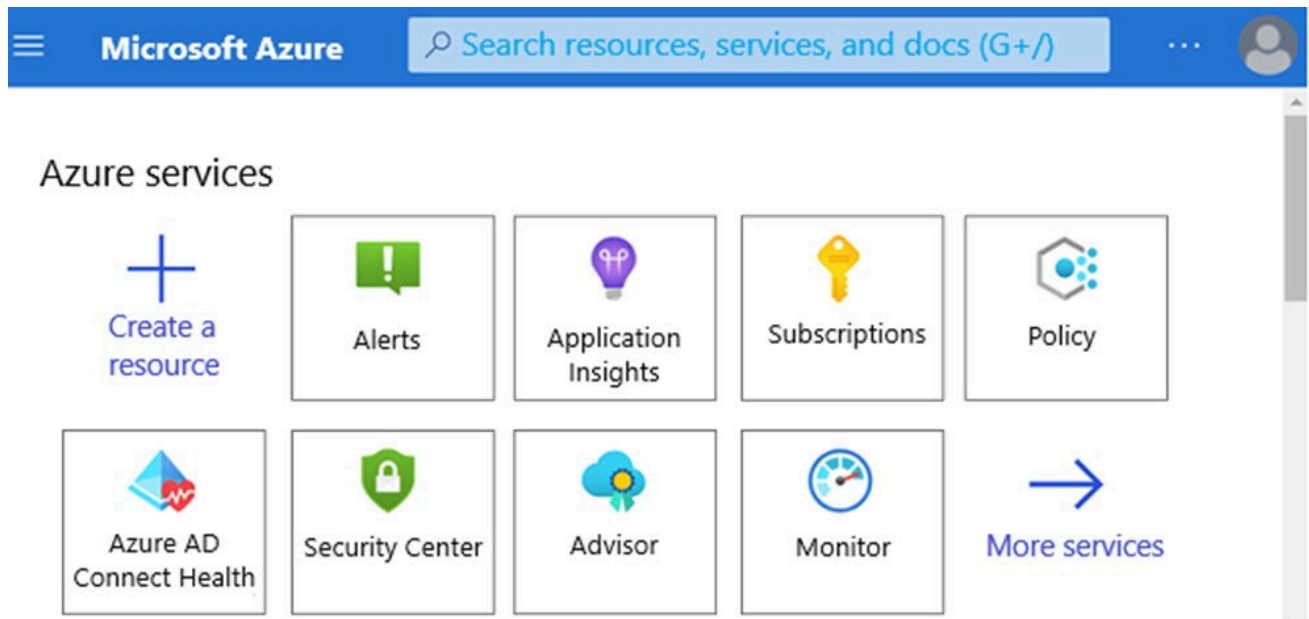 Microsoft Azure
Search resources, services, and docs (G+/)
...
Azure services
Create a
resource
Alerts
Application
Insights
Subscriptions
Policy
Azure AD
Connect Health
Security Center
Advisor
Monitor
More services